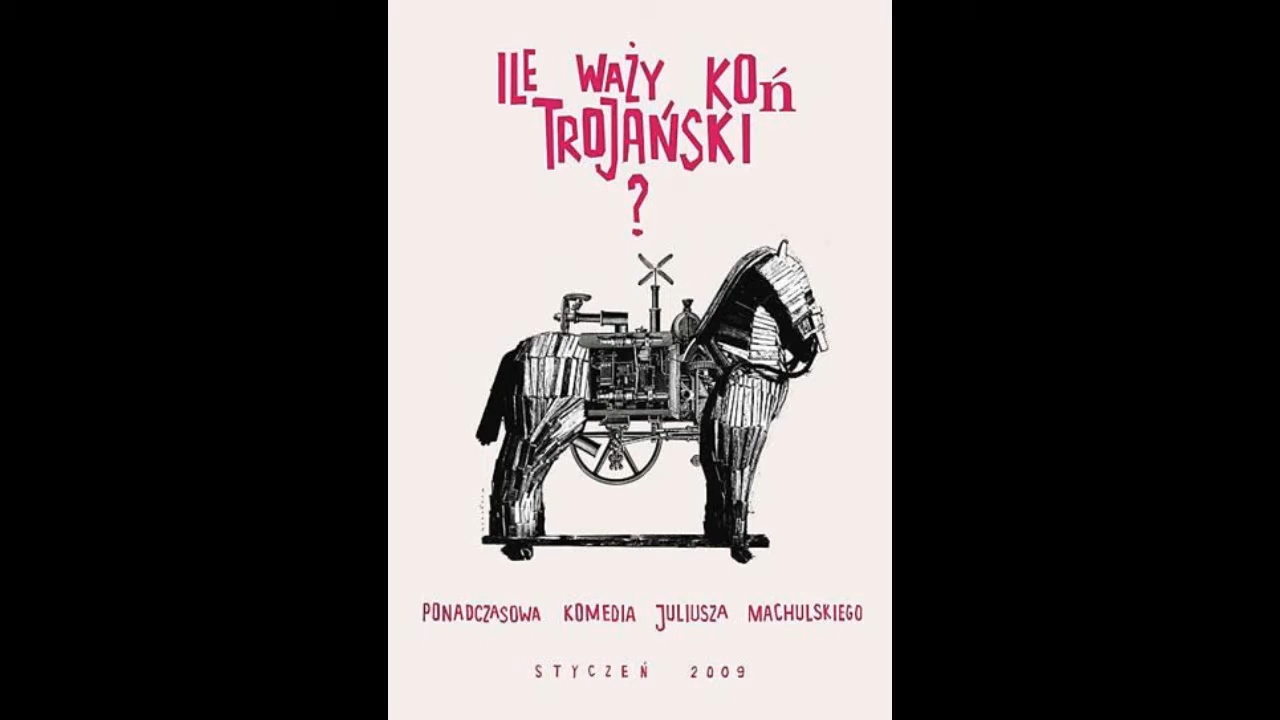 ILE WAŻY KOń
TROJAŃSKI
?
PONADCZASOWA KOMEDIA JULIUSZA MACHULSKIEGO
STYCZEŃ 2009